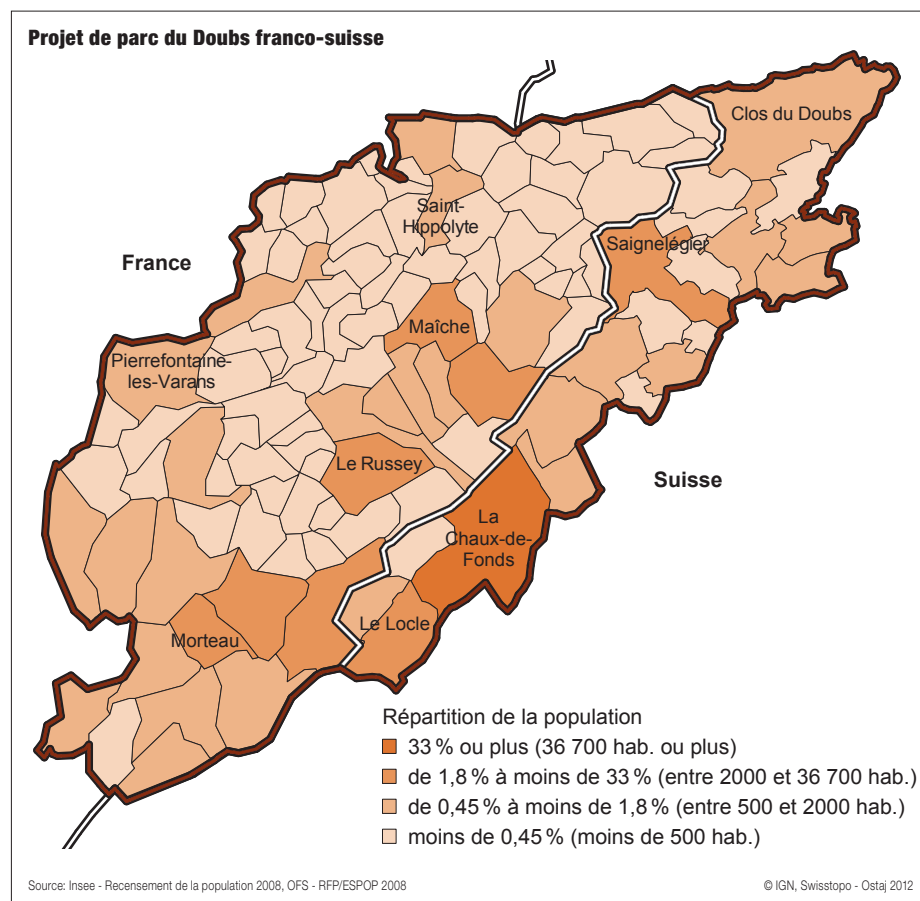 Projet de parc du Doubs franco-suisse
Clos du Doubs
Saint-
Hippolyte
Saignelégier
France
Maîche
Pierrefontaine-
les-Varans
Le Russey
Suisse
La
Chaux-de-
Fonds
Le Locle
Morteau
Répartition de la population
33 % ou plus (36 700 hab. ou plus)
de 1,8 % à moins de 33 % (entre 2000 et 36 700 hab.)
de 0,45 % à moins de 1,8 % (entre 500 et 2000 hab.)
moins de 0,45 % (moins de 500 hab.)
Source: Insee - Recensement de la population 2008, OFS - RFP/ESPOP 2008
© IGN, Swisstopo - Ostaj 2012